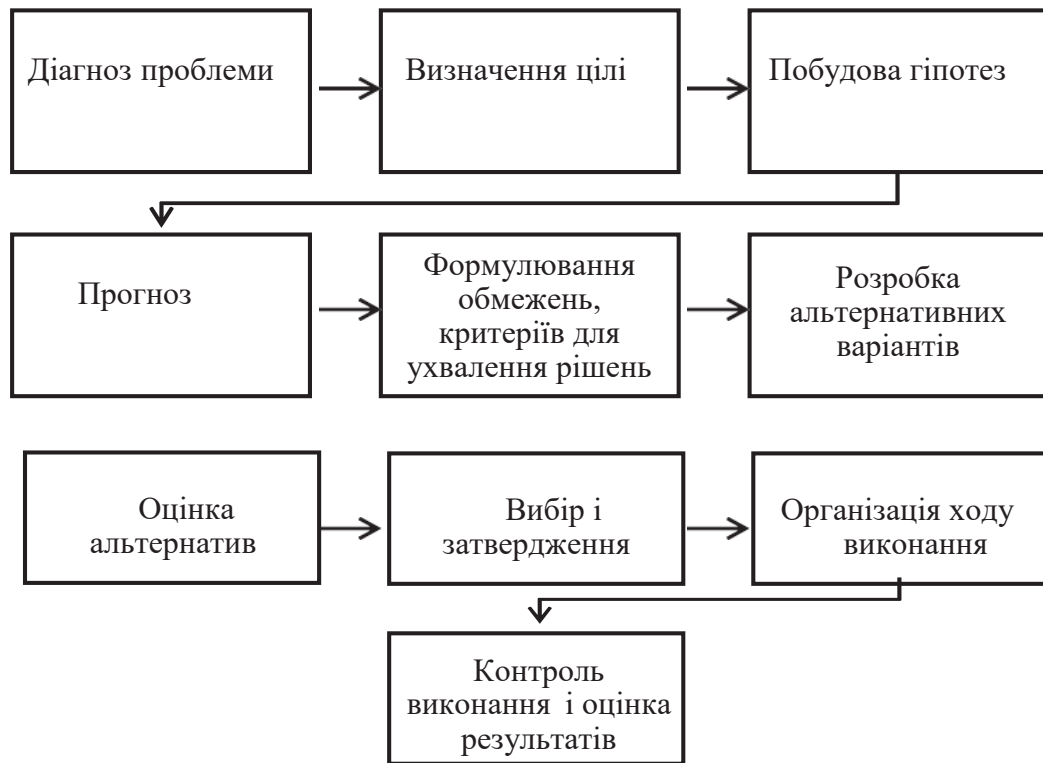 Діагноз проблеми
Визначення цілі
Побудова гіпотез
Прогноз
Формулювання
обмежень,
критеріїв для
ухвалення рішень
Розробка
альтернативних
варіантів
Оцінка
альтернатив
Вибір і
затвердження
Організація ходу
виконання
Контроль
виконання і оцінка
результатів